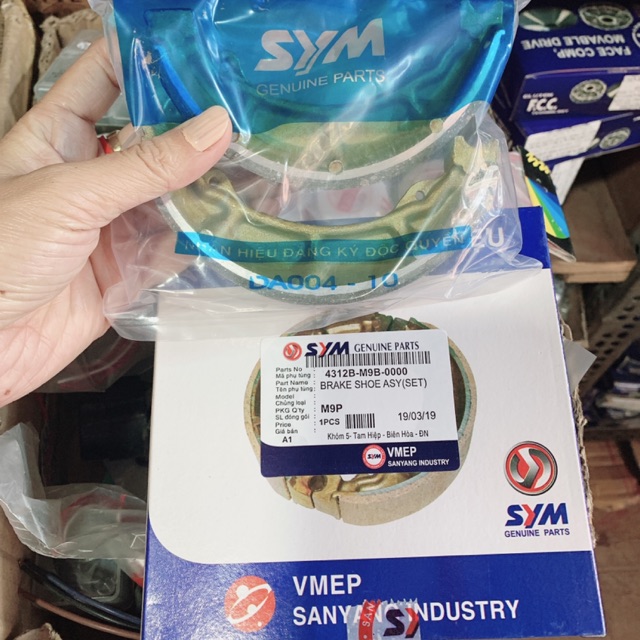 SYM
GENUINE PARTS
FACE COMP.
MOVABLE DRIVE
FCC
HIỆU ĐĂNG KÝ ĐỘC QUYỀN
DA004 - 10
SYM GENUINE PARTS
Parts No : 4312B-M9B-0000
Mã phụ tùng :
Part Name : BRAKE SHOE ASY(SET)
Tên phụ tùng :
Model :
Chủng loại : M9P
PKG Q'ty : 1PCS 19/03/19
SL đóng gói :
Price : Khóm 5- Tam Hiệp - Biên Hòa - ĐN
Giá bán
A1
SYM VMEP
SANYANG INDUSTRY
SYM
GENUINE PARTS
VMEP
SANYANG INDUSTRY